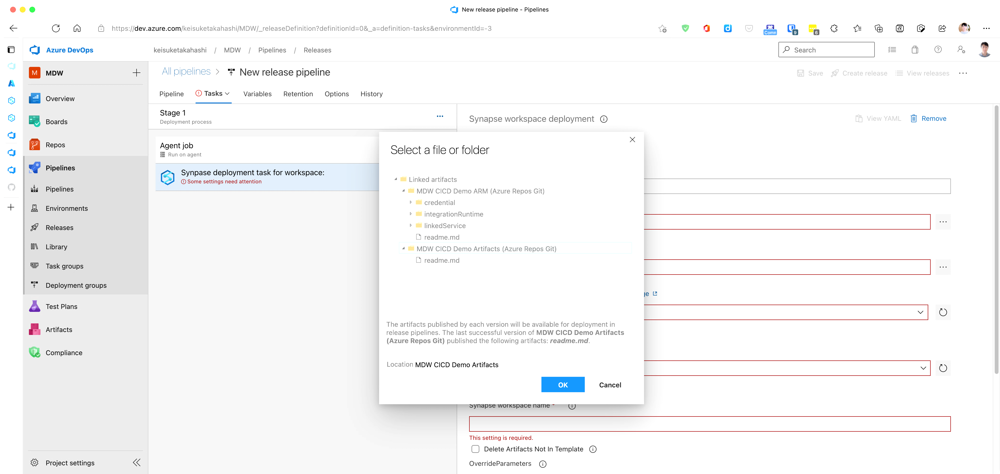 New release pipeline - Pipelines
https://dev.azure.com/keisuketakahashi/MDW/_releaseDefinition?definitionId=0&_a=definition-tasks&environmentId=-3
Comn
9
6
Azure DevOps
keisuketakahashi / MDW / Pipelines / Releases
Search
M MDW
All pipelines > New release pipeline
Save
Create release
View releases
Pipeline
Tasks
Variables
Retention
Options
History
Overview
Boards
Repos
Pipelines
Pipelines
Environments
Releases
Library
Task groups
Deployment groups
Test Plans
Artifacts
Compliance
Project settings
Stage 1
Deployment process
Agent job
Run on agent
Synpase deployment task for workspace:
Some settings need attention
Synapse workspace deployment
View YAML
Remove
Select a file or folder
Linked artifacts
MDW CICD Demo ARM (Azure Repos Git)
credential
integrationRuntime
linkedService
readme.md
MDW CICD Demo Artifacts (Azure Repos Git)
readme.md
The artifacts published by each version will be available for deployment in
release pipelines. The last successful version of MDW CICD Demo Artifacts
(Azure Repos Git) published the following artifacts: readme.md.
Location MDW CICD Demo Artifacts
OK
Cancel
Synapse workspace name *
This setting is required.
Delete Artifacts Not In Template
OverrideParameters